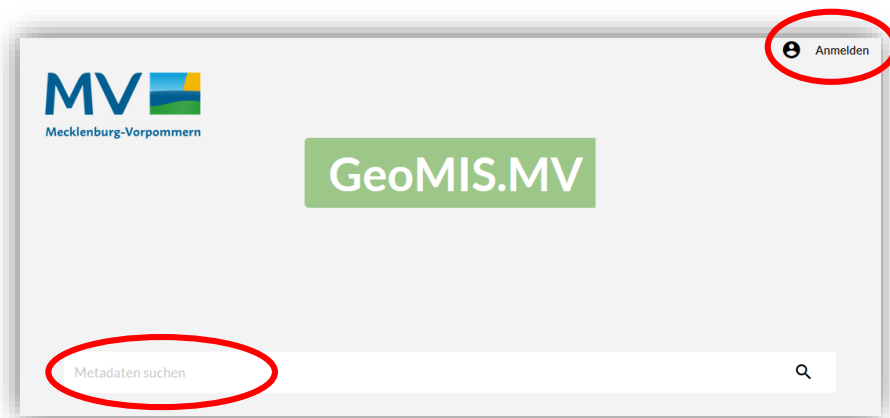 Anmelden
MV
Mecklenburg-Vorpommern
GeoMIS.MV
Metadaten suchen